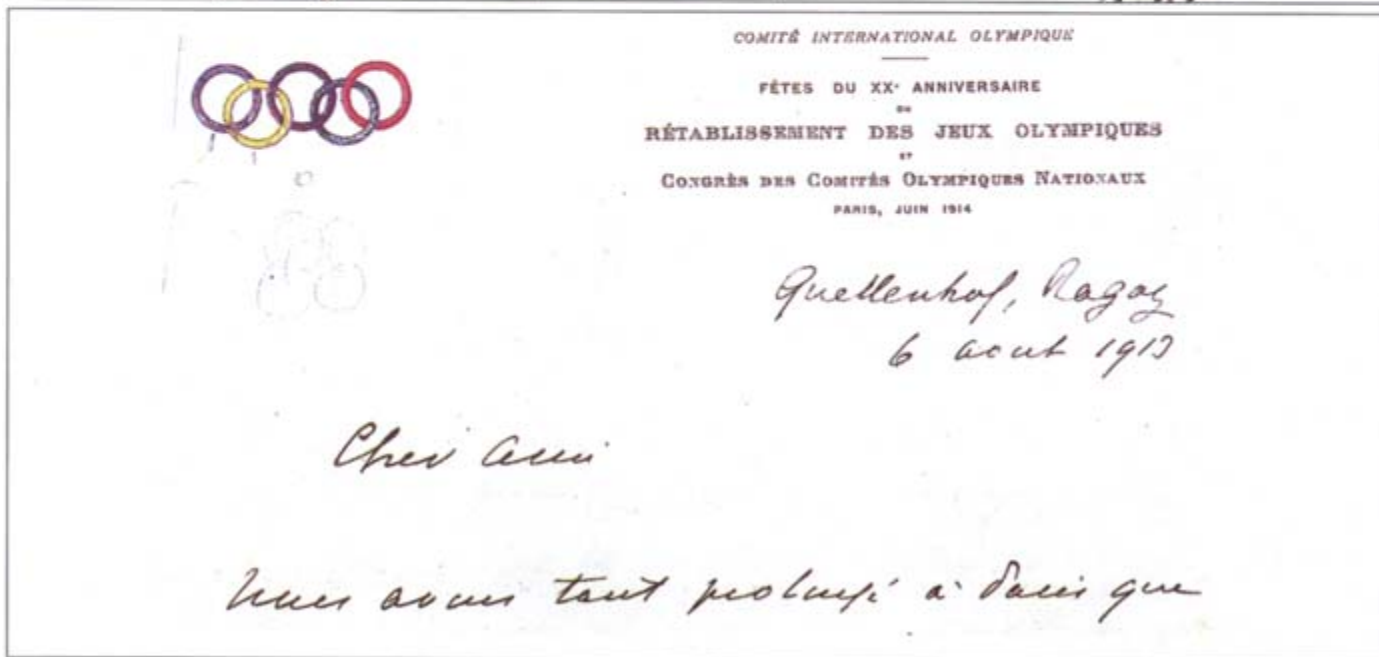 COMITÉ INTERNATIONAL OLYMPIQUE
FÊTES DU XXe ANNIVERSAIRE
DU
RÉTABLISSEMENT DES JEUX OLYMPIQUES
ET
CONGRÈS DES COMITÉS OLYMPIQUES NATIONAUX
PARIS, JUIN 1914
Quellenhof, Ragaz
6 aout 1913
Cher Ami
Nous avons tant prolongé à Paris que